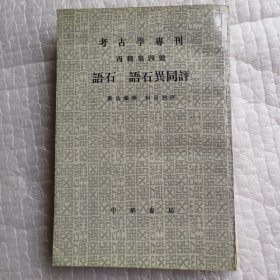 考古學專刊
丙種第四號
語石 語石異同評
葉昌熾撰 柯昌泗評
中華書局